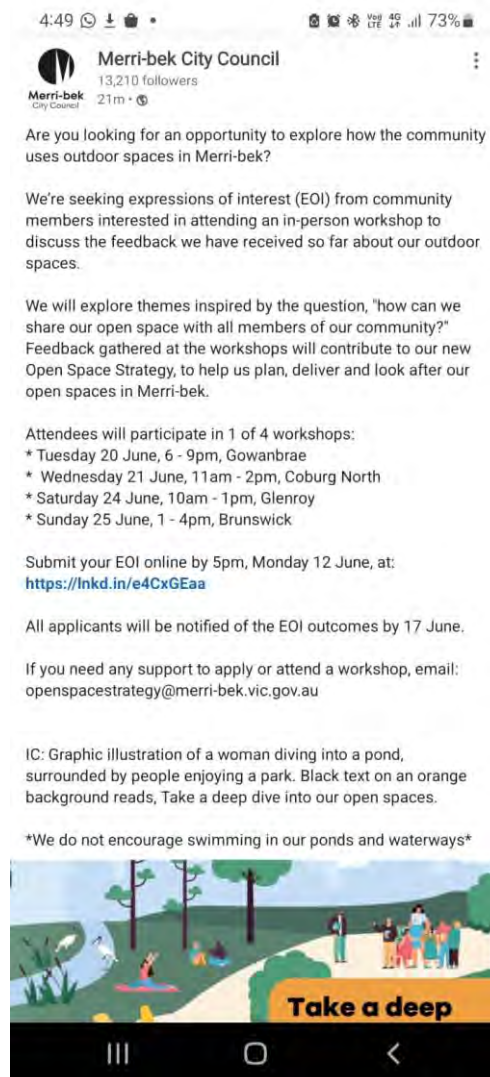 4:49
Vo)) LTE 4G 73%
Merri-bek City Council
13,210 followers
Merri-bek
City Council
21m •
Are you looking for an opportunity to explore how the community
uses outdoor spaces in Merri-bek?
We're seeking expressions of interest (EOI) from community
members interested in attending an in-person workshop to
discuss the feedback we have received so far about our outdoor
spaces.
We will explore themes inspired by the question, "how can we
share our open space with all members of our community?"
Feedback gathered at the workshops will contribute to our new
Open Space Strategy, to help us plan, deliver and look after our
open spaces in Merri-bek.
Attendees will participate in 1 of 4 workshops:
* Tuesday 20 June, 6 - 9pm, Gowanbrae
* Wednesday 21 June, 11am - 2pm, Coburg North
* Saturday 24 June, 10am - 1pm, Glenroy
* Sunday 25 June, 1 - 4pm, Brunswick
Submit your EOI online by 5pm, Monday 12 June, at:
https://lnkd.in/e4CxGEaa
All applicants will be notified of the EOI outcomes by 17 June.
If you need any support to apply or attend a workshop, email:
openspacestrategy@merri-bek.vic.gov.au
IC: Graphic illustration of a woman diving into a pond,
surrounded by people enjoying a park. Black text on an orange
background reads, Take a deep dive into our open spaces.
*We do not encourage swimming in our ponds and waterways*
Take a deep